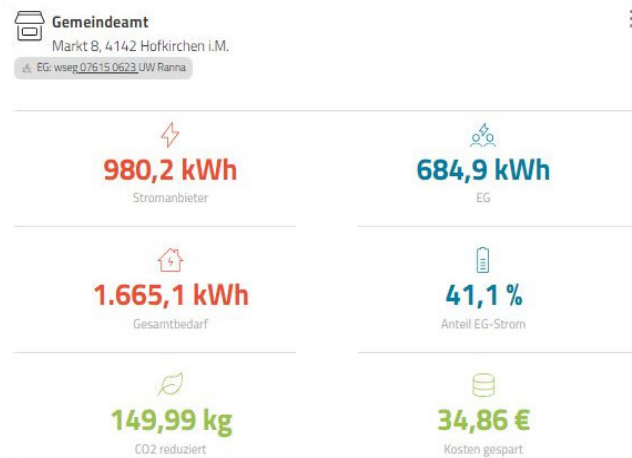 Gemeindeamt
Markt 8, 4142 Hofkirchen i.M.
EG: wseg 07615 0623 UW Ranna
980,2 kWh
Stromanbieter
684,9 kWh
EG
1.665,1 kWh
Gesamtbedarf
41,1 %
Anteil EG-Strom
149,99 kg
CO2 reduziert
34,86 €
Kosten gespart